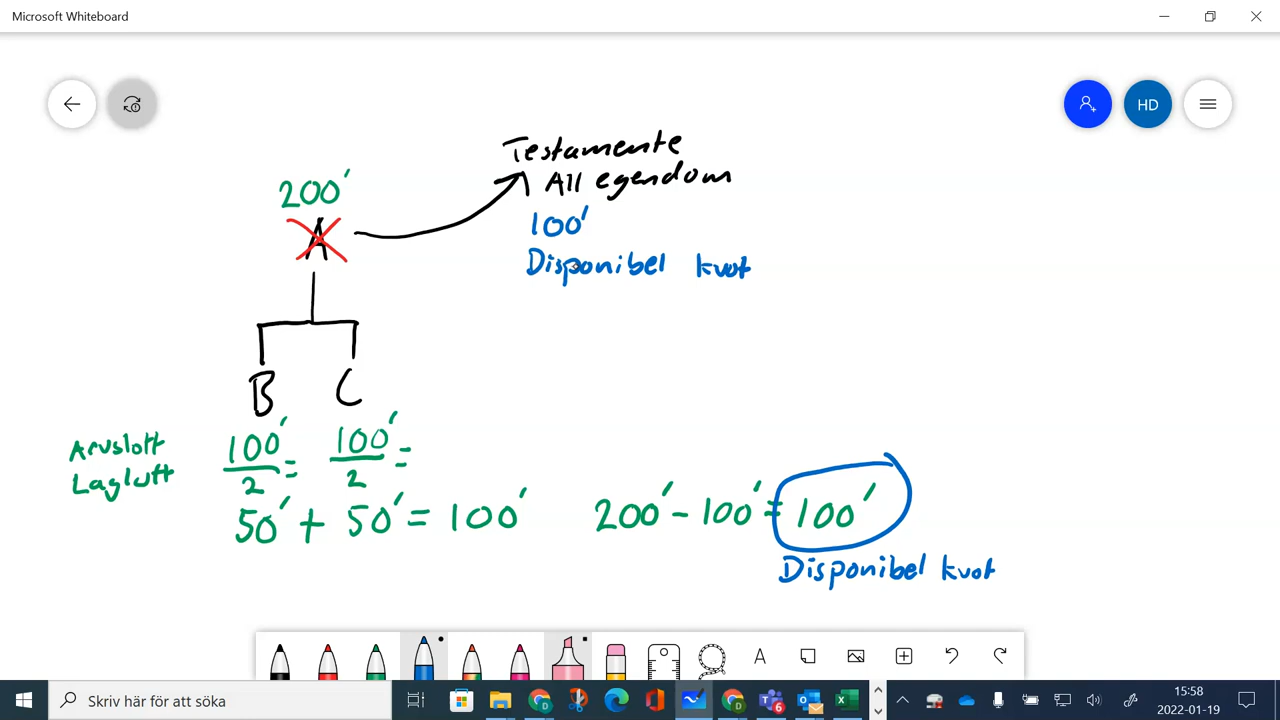 Microsoft Whiteboard
HD
Testamente
All egendom
200'
100'
A
Disponibel kvot
B C
Arvslott 100' 100'
Laglott 2 = 2 =
50' + 50' = 100' 200' - 100' = 100'
Disponibel kvot
A
Skriv här för att söka
6
15:58
2022-01-19